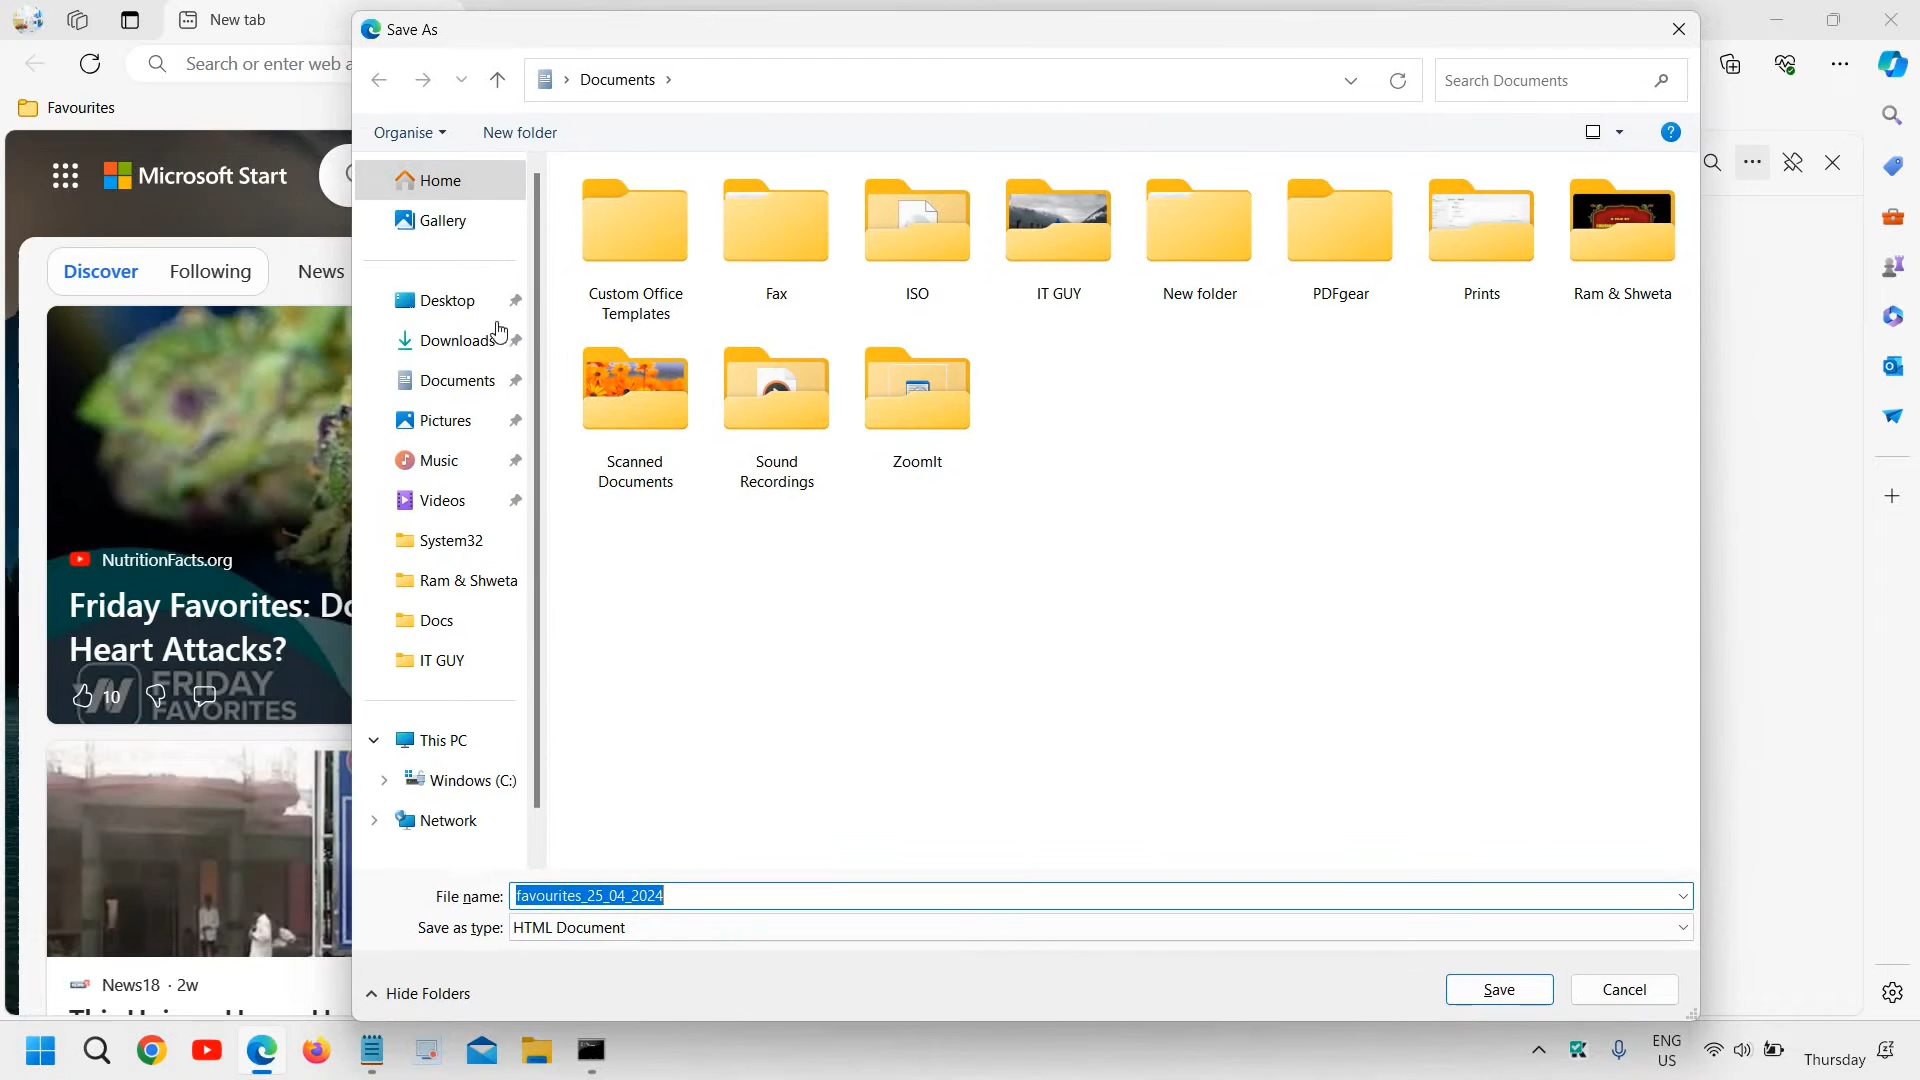 New tab
Save As
Search or enter web a
Documents
Search Documents
Favourites
Organise
New folder
Microsoft Start
Home
Gallery
Discover
Following
News
Desktop
Downloads
Documents
Pictures
Music
Videos
System32
Ram & Shweta
Docs
IT GUY
This PC
Windows (C:)
Network
Custom Office
Templates
Fax
ISO
IT GUY
New folder
PDFgear
Prints
Ram & Shweta
Scanned
Documents
Sound
Recordings
ZoomIt
NutritionFacts.org
Friday Favorites: Do
Heart Attacks?
10
FRIDAY
FAVORITES
News18 · 2w
File name:
favourites_25_04_2024
Save as type:
HTML Document
Hide Folders
Save
Cancel
ENG
US
Thursday